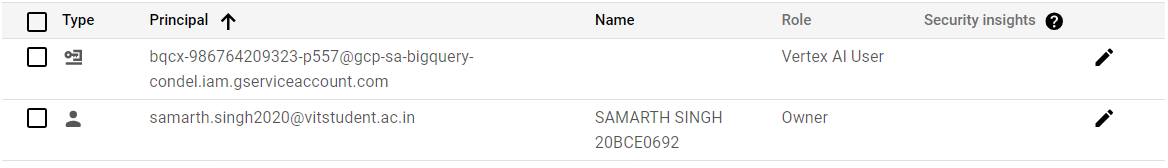 Type Principal Name Role Security insights
bqcx-986764209323-p557@gcp-sa-bigquery- Vertex AI User
condel.iam.gserviceaccount.com
samarth.singh2020@vitstudent.ac.in SAMARTH SINGH Owner
20BCE0692